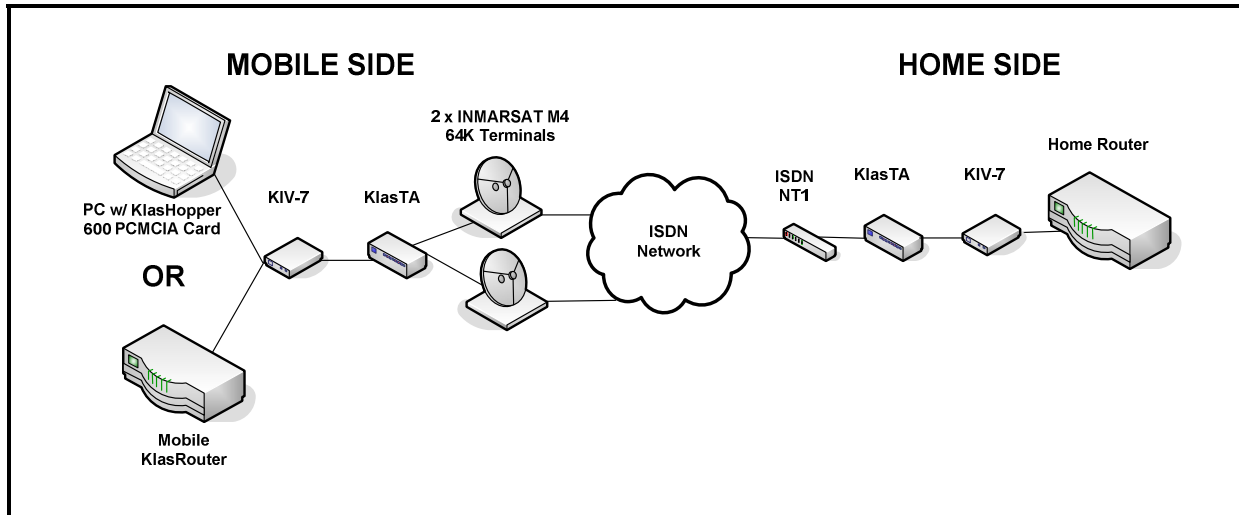 MOBILE SIDE
HOME SIDE
2 x INMARSAT M4
64K Terminals
Home Router
ISDN
NT1
KlasTA
KIV-7
KIV-7
KlasTA
PC w/ KlasHopper
600 PCMCIA Card
ISDN
Network
OR
Mobile
KlasRouter